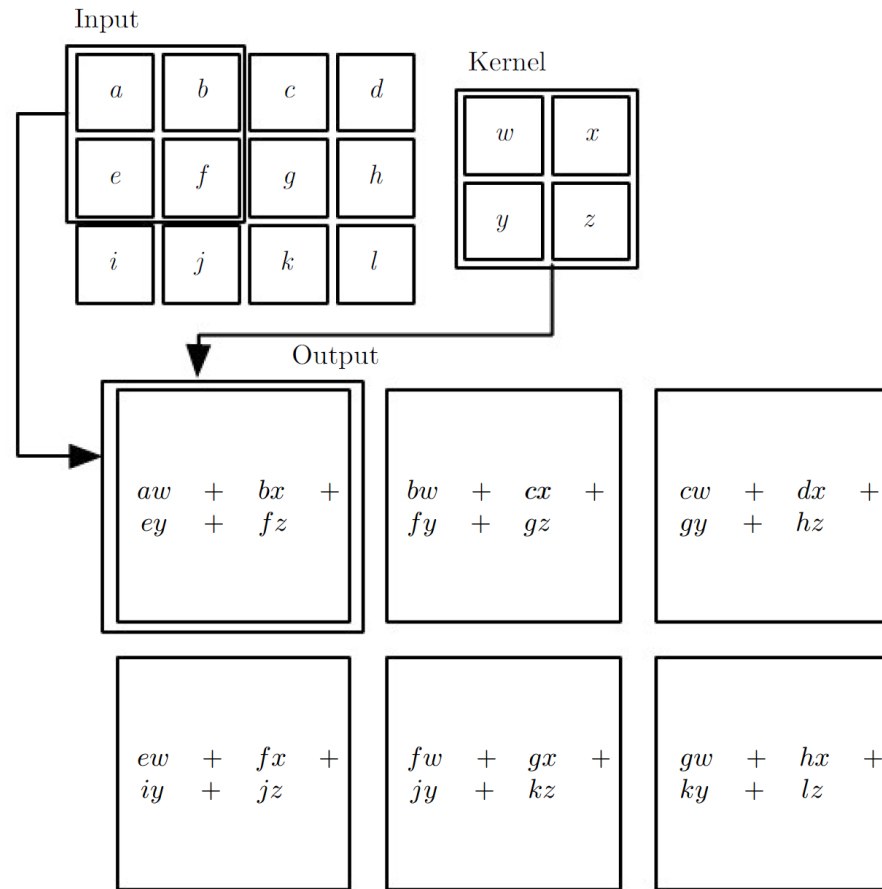 Input
Kernel
a b c d
e f g h
i j k l
w x
y z
Output
aw + bx +
ey + fz
bw + cx +
fy + gz
cw + dx +
gy + hz
ew + fx +
iy + jz
fw + gx +
jy + kz
gw + hx +
ky + lz